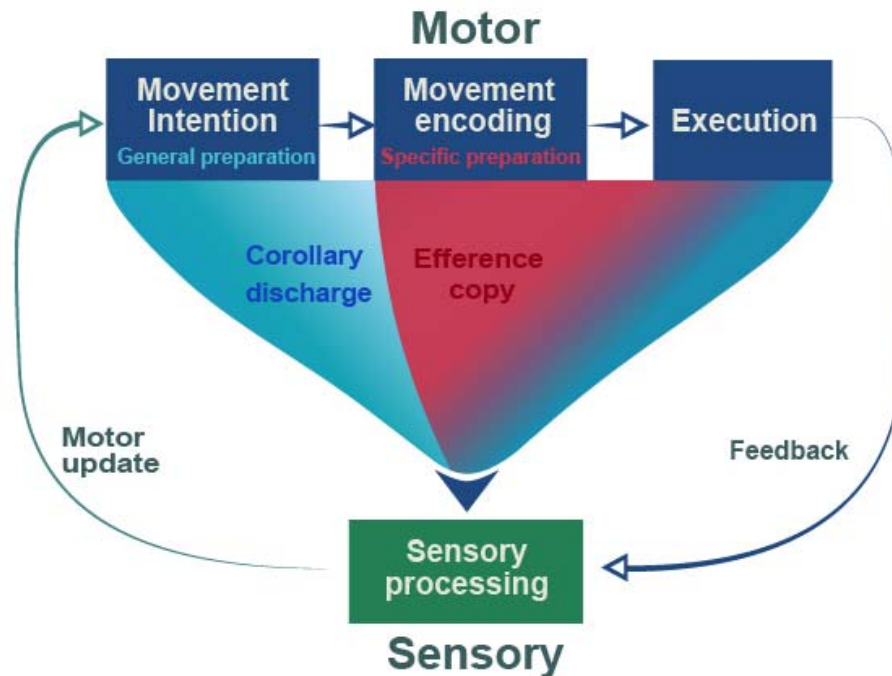 Motor
Movement
Intention
General preparation
Movement
encoding
Specific preparation
Execution
Corollary
discharge
Efference
copy
Motor
update
Feedback
Sensory
processing
Sensory